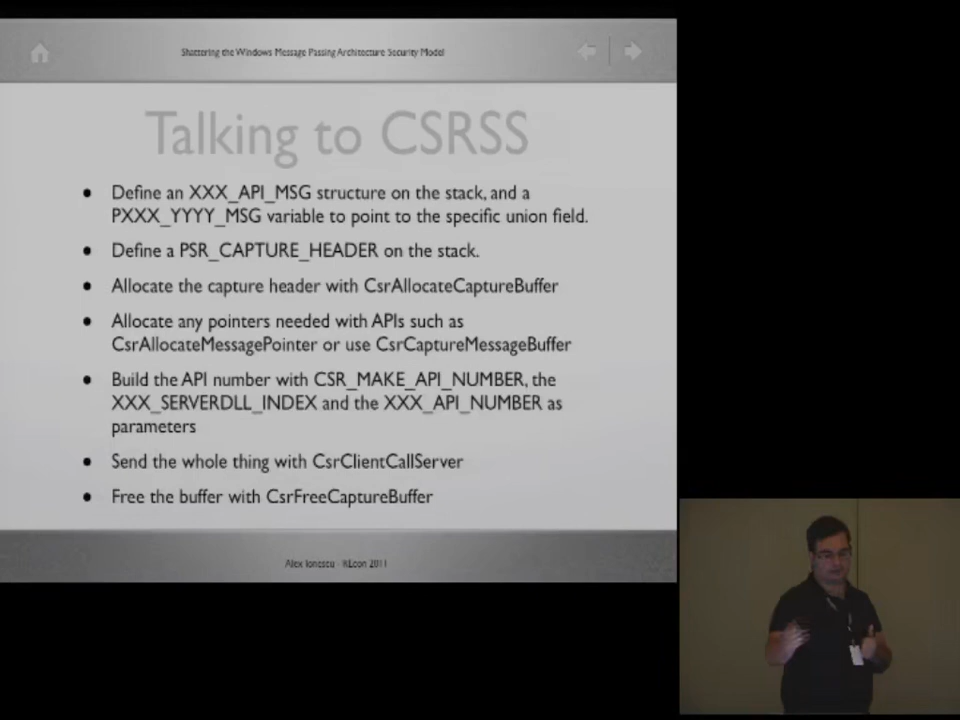 Shattering the Windows Message Passing Architecture Security Model
Talking to CSRSS
• Define an XXX_API_MSG structure on the stack, and a
PXXX_YYYY_MSG variable to point to the specific union field.
• Define a PSR_CAPTURE_HEADER on the stack.
• Allocate the capture header with CsrAllocateCaptureBuffer
• Allocate any pointers needed with APIs such as
CsrAllocateMessagePointer or use CsrCaptureMessageBuffer
• Build the API number with CSR_MAKE_API_NUMBER, the
XXX_SERVERDLL_INDEX and the XXX_API_NUMBER as
parameters
• Send the whole thing with CsrClientCallServer
• Free the buffer with CsrFreeCaptureBuffer
Alex Ionescu - REcon 2011